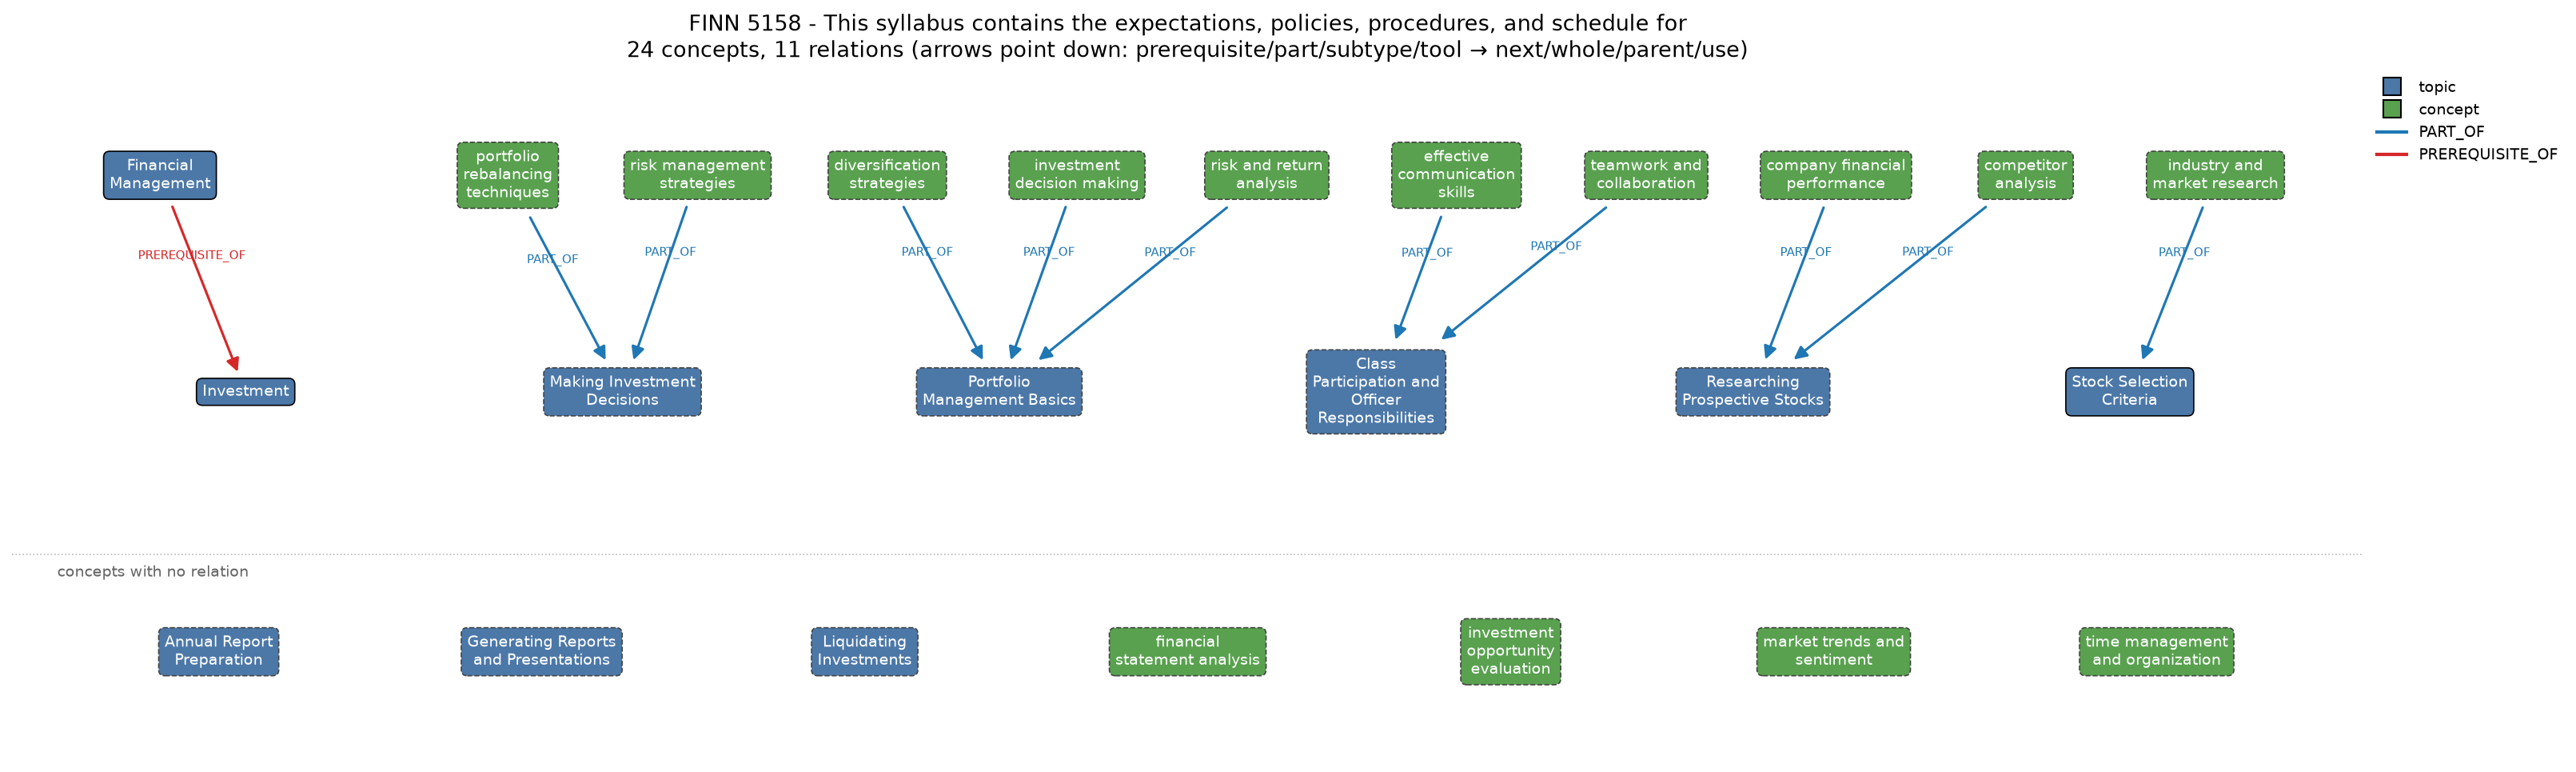 FINN 5158 - This syllabus contains the expectations, policies, procedures, and schedule for
24 concepts, 11 relations (arrows point down: prerequisite/part/subtype/tool → next/whole/parent/use)
topic
concept
PART_OF
PREREQUISITE_OF
Financial
Management
portfolio
rebalancing
techniques
risk management
strategies
diversification
strategies
investment
decision making
risk and return
analysis
effective
communication
skills
teamwork and
collaboration
company financial
performance
competitor
analysis
industry and
market research
PREREQUISITE_OF
PART_OF
PART_OF
PART_OF
PART_OF
PART_OF
PART_OF
PART_OF
PART_OF
PART_OF
PART_OF
Investment
Making Investment
Decisions
Portfolio
Management Basics
Class
Participation and
Officer
Responsibilities
Researching
Prospective Stocks
Stock Selection
Criteria
concepts with no relation
Annual Report
Preparation
Generating Reports
and Presentations
Liquidating
Investments
financial
statement analysis
investment
opportunity
evaluation
market trends and
sentiment
time management
and organization